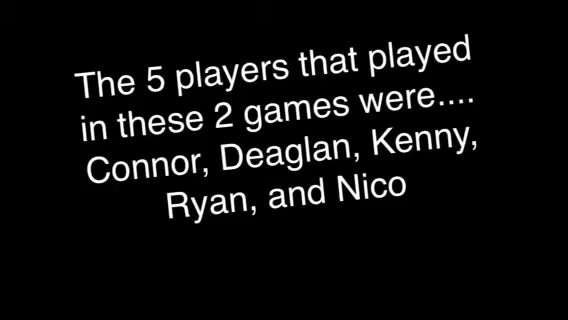 The 5 players that played
in these 2 games were....
Connor, Deaglan, Kenny,
Ryan, and Nico